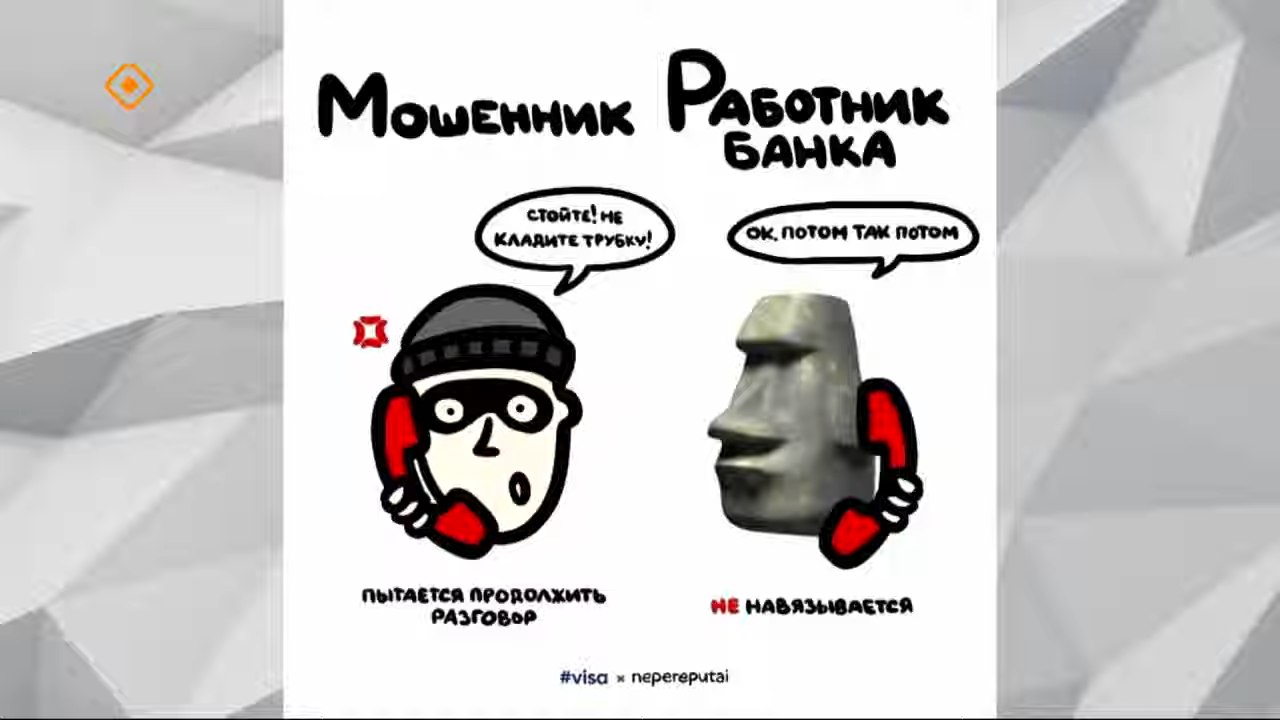 Мошенник
Работник
банка
Стойте! Не
кладите трубку!
Ок, потом так потом
Пытается продолжить
разговор
Не навязывается
#visa × nepereputai